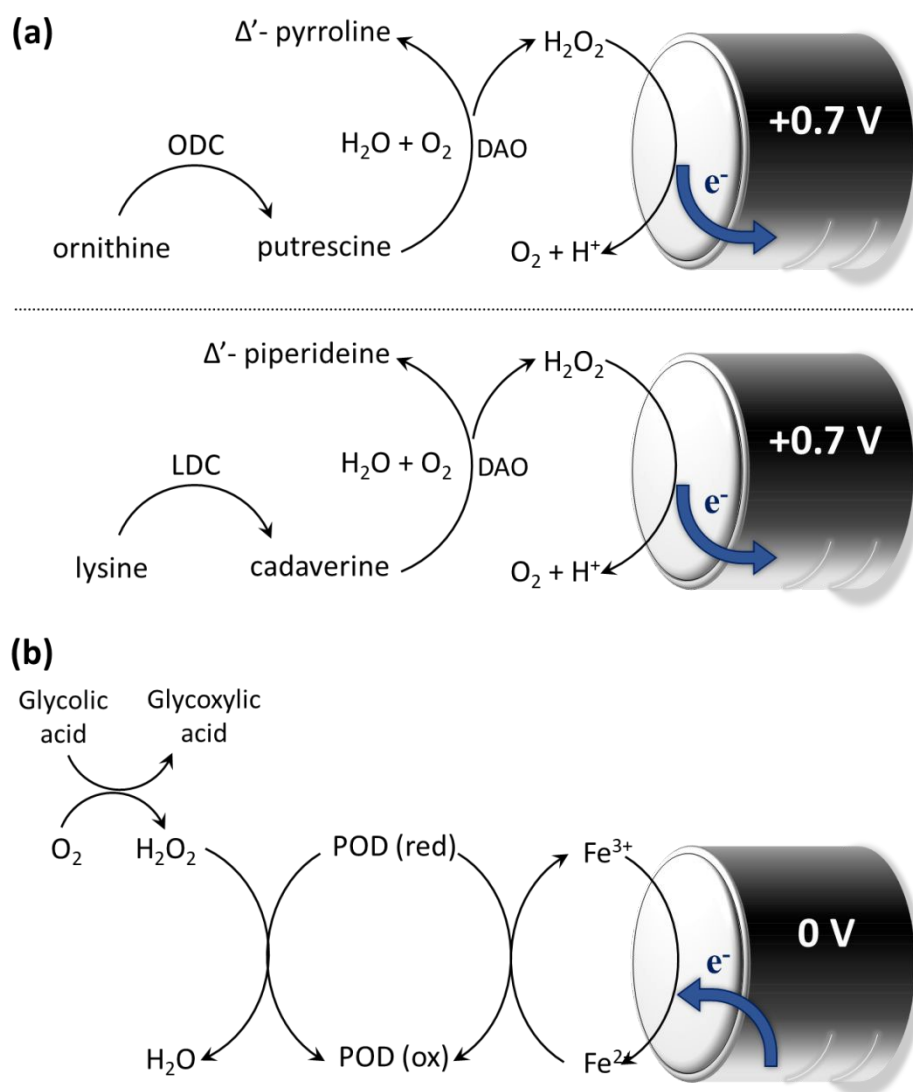 (a)
Δ'- pyrroline
H₂O₂
+0.7 V
ODC
H₂O + O₂
DAO
e⁻
ornithine
putrescine
O₂ + H⁺
Δ'- piperideine
H₂O₂
+0.7 V
LDC
H₂O + O₂
DAO
e⁻
lysine
cadaverine
O₂ + H⁺
(b)
Glycolic
acid
Glycoxylic
acid
O₂
H₂O₂
POD (red)
Fe³⁺
0 V
e⁻
H₂O
POD (ox)
Fe²